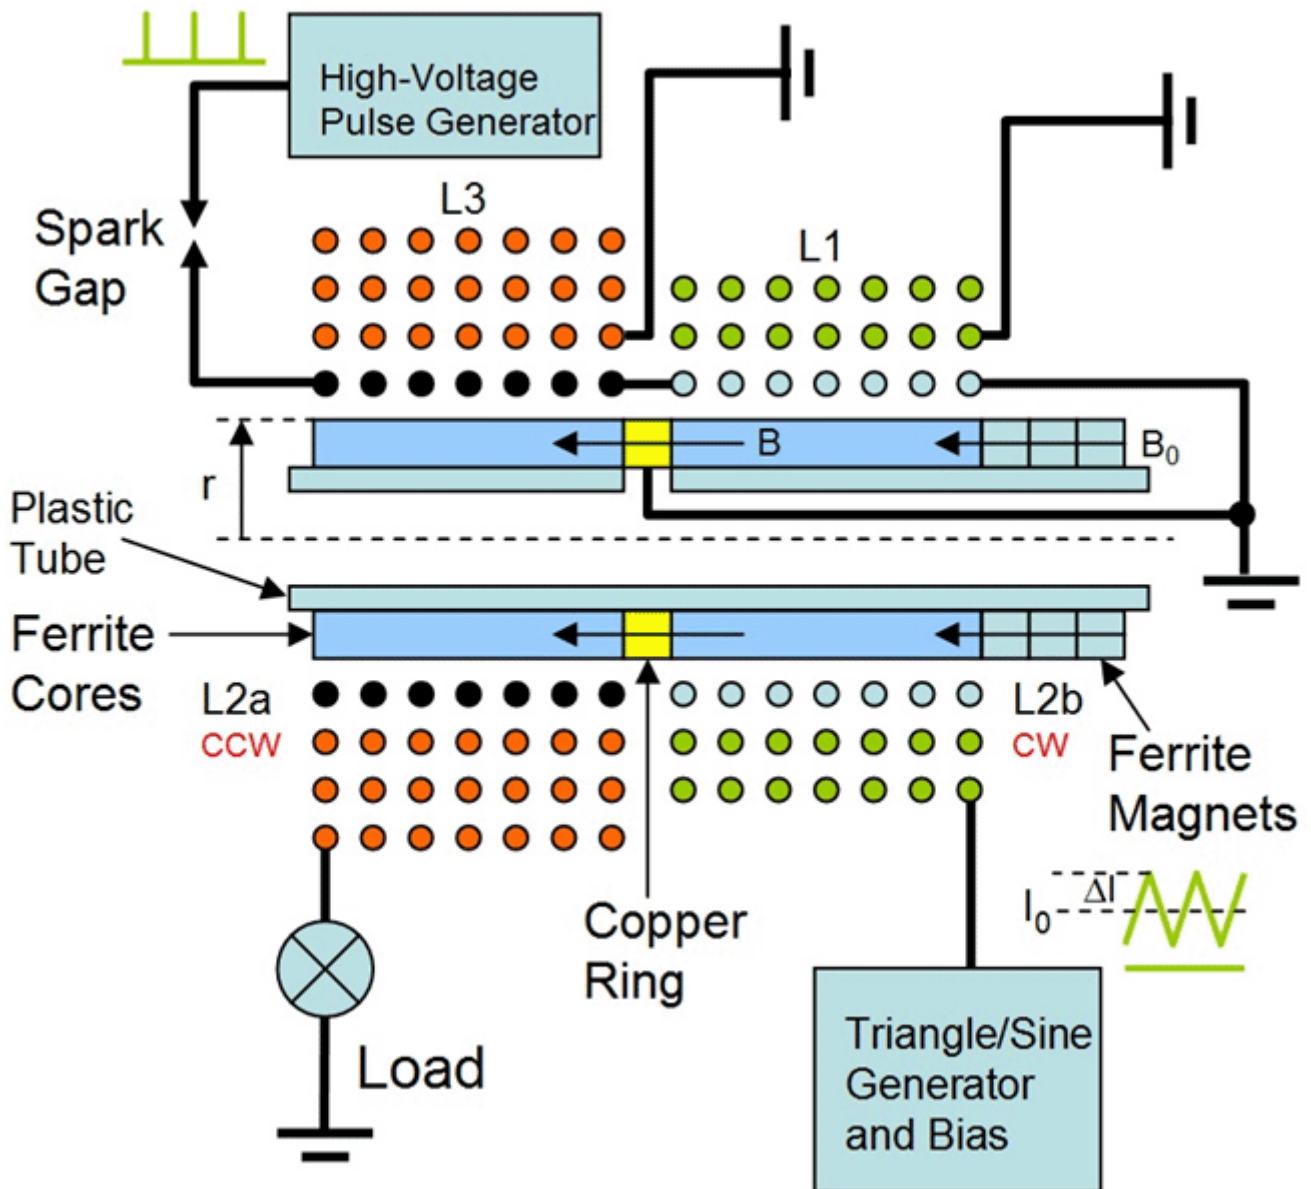 High-Voltage
Pulse Generator
L3
Spark
Gap
L1
B
B0
r
Plastic
Tube
Ferrite
Cores
L2a
CCW
L2b
CW
Ferrite
Magnets
Copper
Ring
I0
ΔI
Load
Triangle/Sine
Generator
and Bias